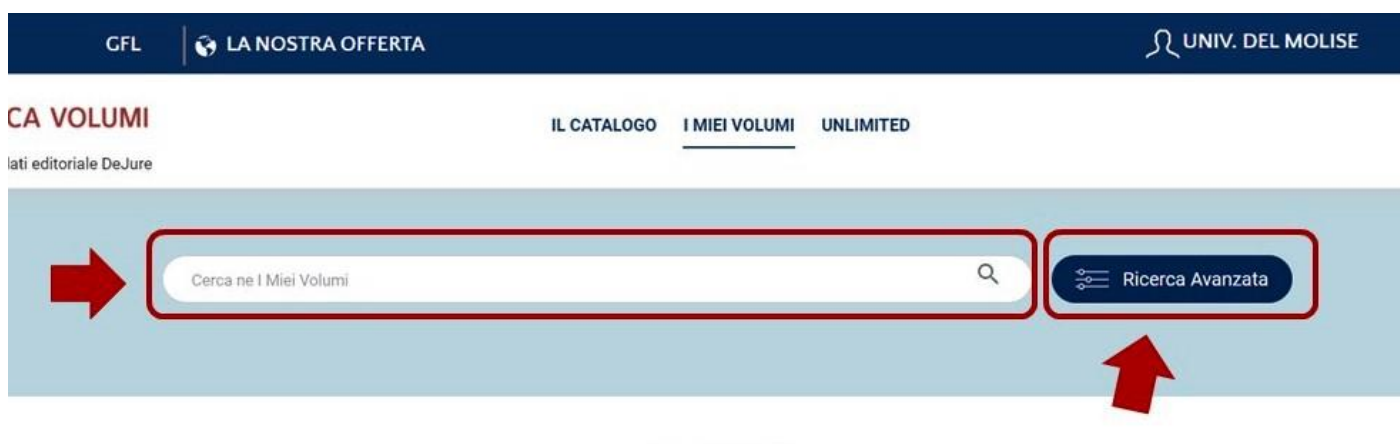 GFL LA NOSTRA OFFERTA UNIV. DEL MOLISE
CA VOLUMI
IL CATALOGO I MIEI VOLUMI UNLIMITED
lati editoriale DeJure
Cerca ne I Miei Volumi
Ricerca Avanzata